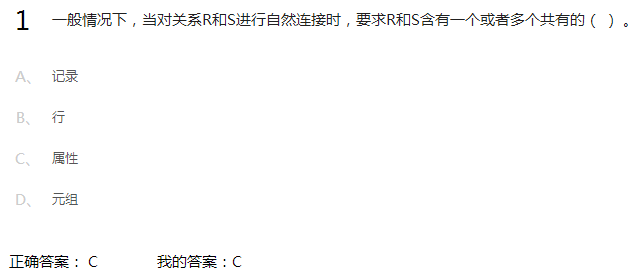 1 一般情况下，当对关系R和S进行自然连接时，要求R和S含有一个或者多个共有的（ ）。
A、 记录
B、 行
C、 属性
D、 元组
正确答案： C 我的答案：C